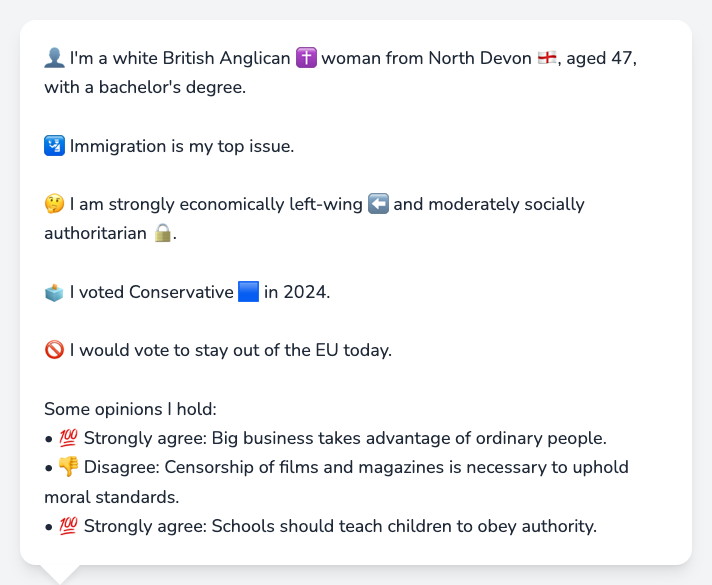 👤 I'm a white British Anglican ✝️ woman from North Devon 🏴󠁧󠁢󠁥󠁮󠁧󠁿, aged 47,
with a bachelor's degree.
🛂 Immigration is my top issue.
🤔 I am strongly economically left-wing ⬅️ and moderately socially
authoritarian 🔒.
🗳️ I voted Conservative 🟦 in 2024.
🚫 I would vote to stay out of the EU today.
Some opinions I hold:
• 💯 Strongly agree: Big business takes advantage of ordinary people.
• 👎 Disagree: Censorship of films and magazines is necessary to uphold
moral standards.
• 💯 Strongly agree: Schools should teach children to obey authority.